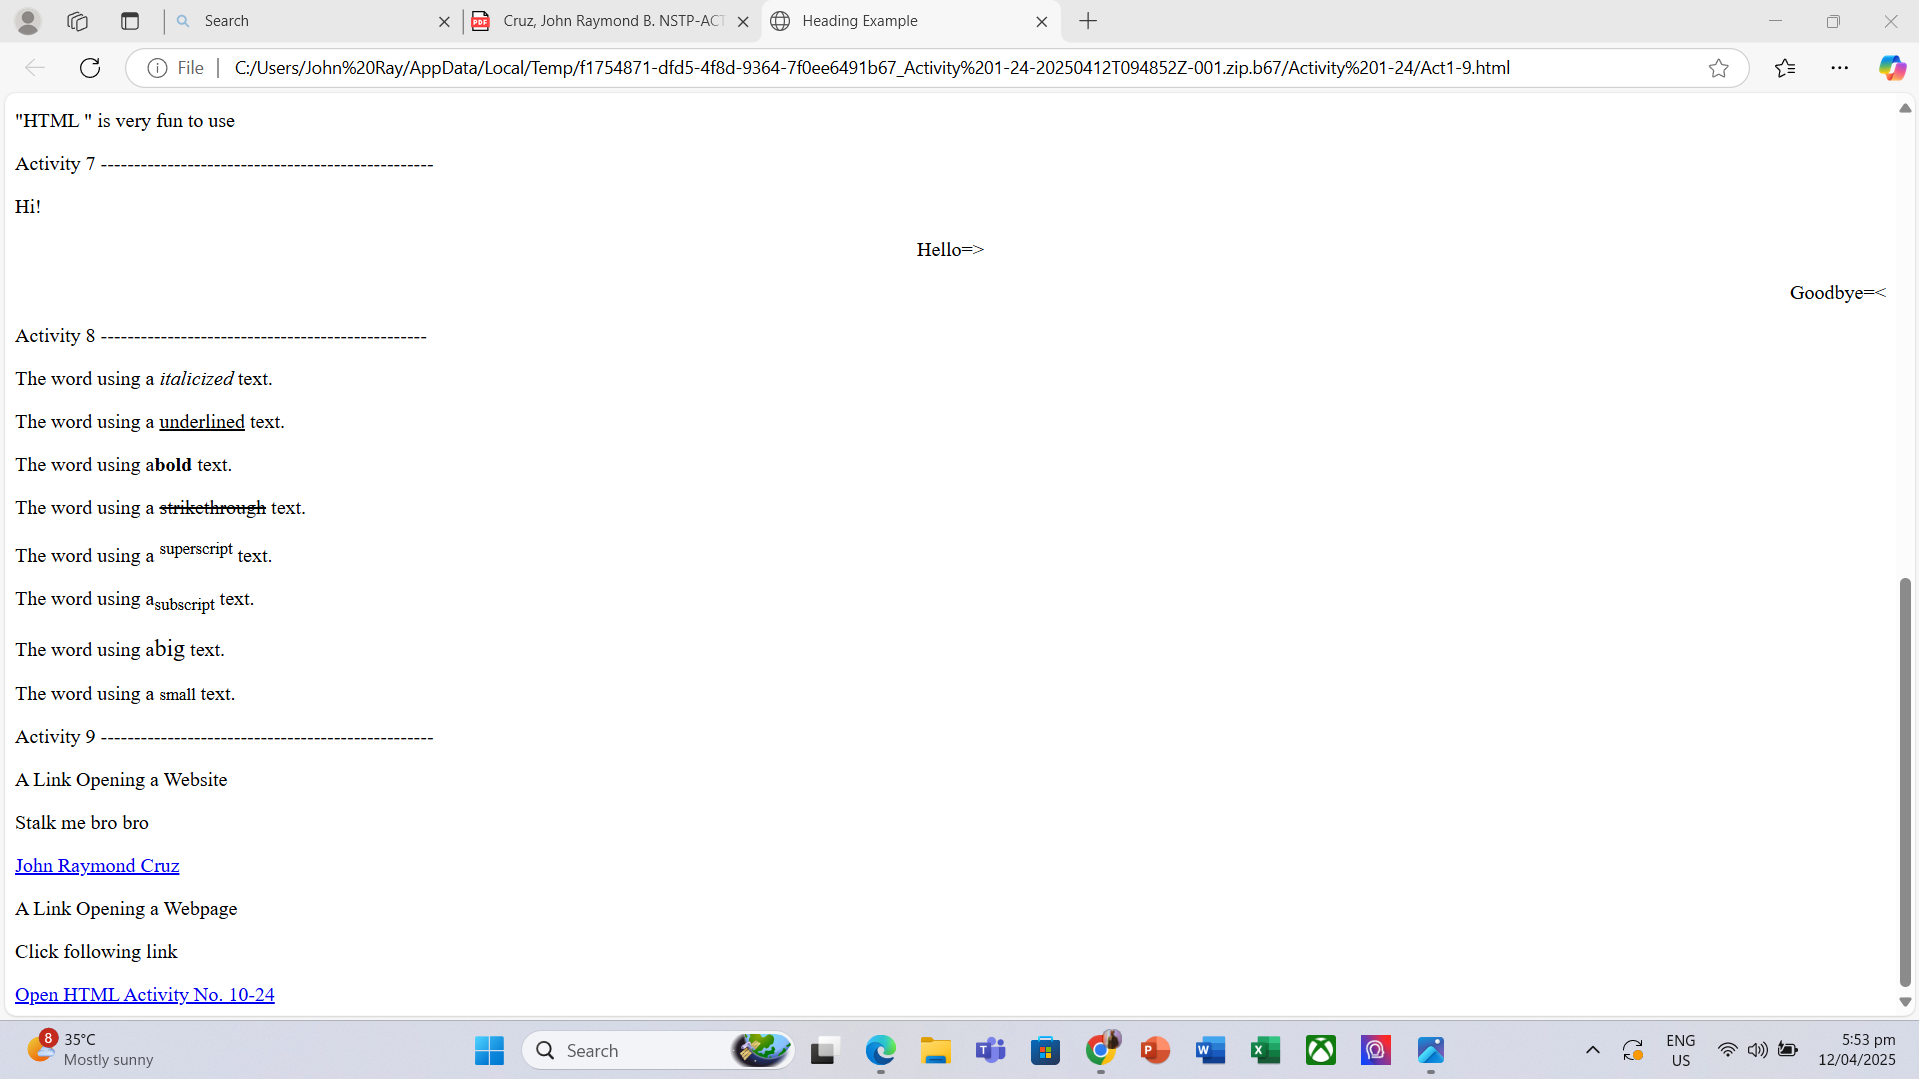 Search
Cruz, John Raymond B. NSTP-ACT
Heading Example
File
C:/Users/John%20Ray/AppData/Local/Temp/f1754871-dfd5-4f8d-9364-7f0ee6491b67_Activity%201-24-20250412T094852Z-001.zip.b67/Activity%201-24/Act1-9.html
"HTML " is very fun to use
Activity 7 --------------------------------------------------
Hi!
Hello=>
Goodbye=<
Activity 8 -------------------------------------------------
The word using a italicized text.
The word using a underlined text.
The word using abold text.
The word using a strikethrough text.
The word using a superscript text.
The word using asubscript text.
The word using abig text.
The word using a small text.
Activity 9 --------------------------------------------------
A Link Opening a Website
Stalk me bro bro
John Raymond Cruz
A Link Opening a Webpage
Click following link
Open HTML Activity No. 10-24
8
35°C
Mostly sunny
Search
ENG
US
5:53 pm
12/04/2025